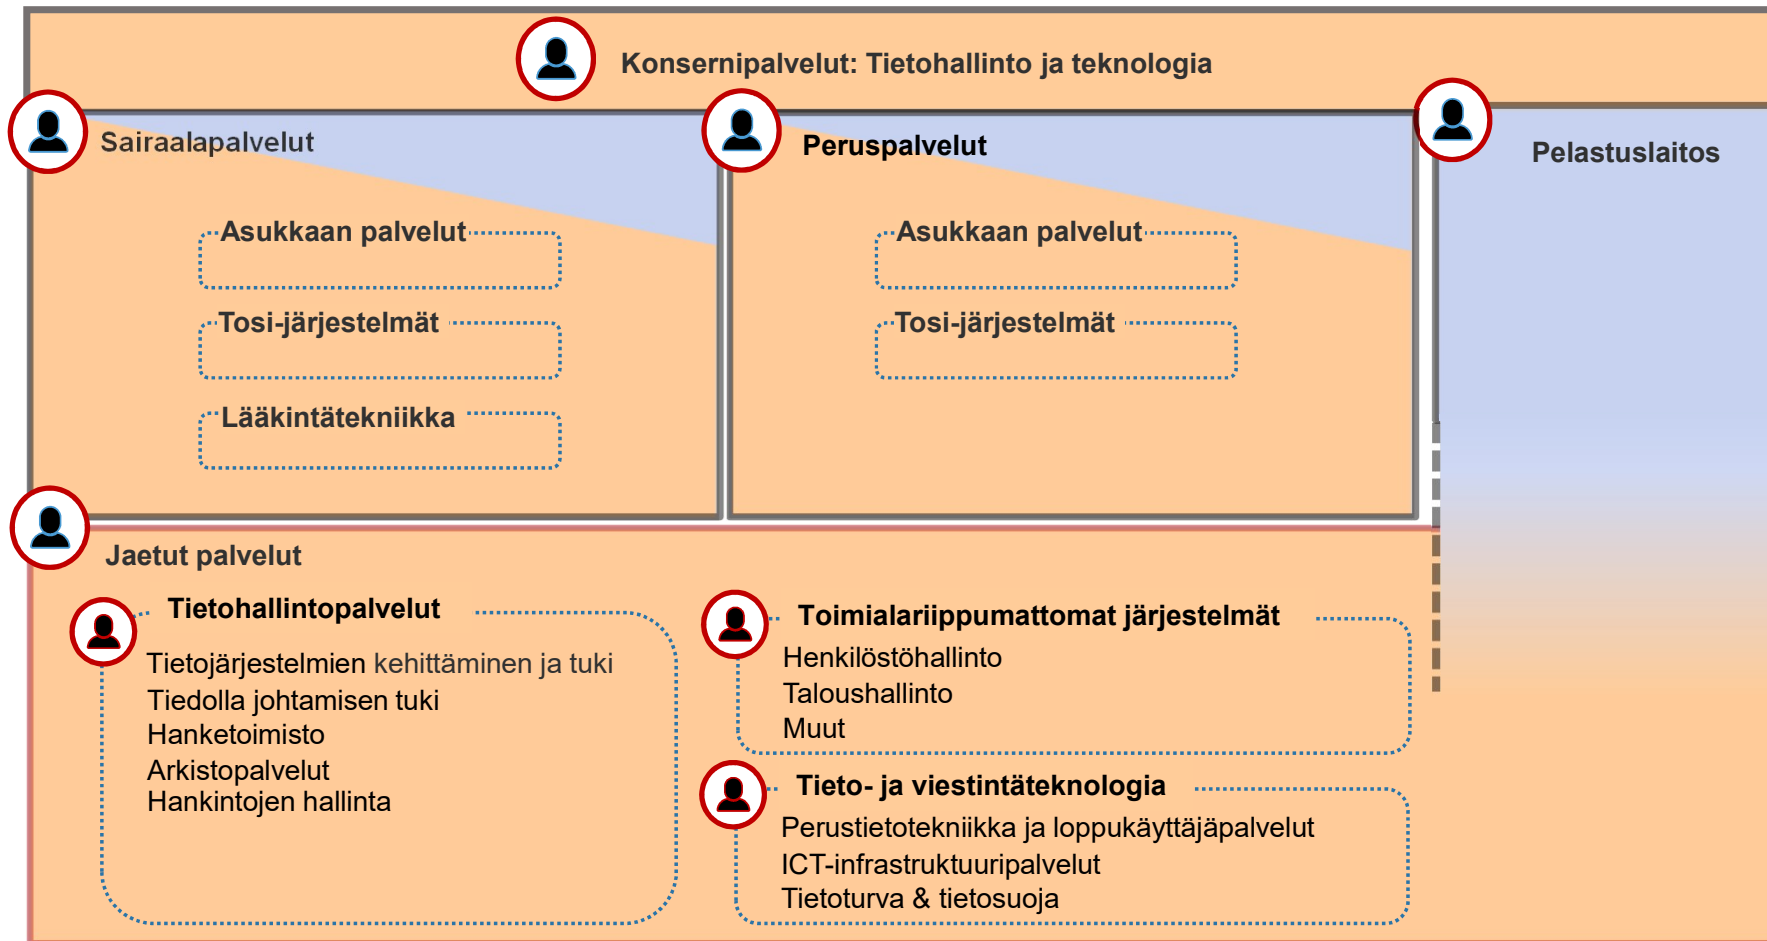 Konsernipalvelut: Tietohallinto ja teknologia
Sairaalapalvelut
Asukkaan palvelut
Tosi-järjestelmät
Lääkintätekniikka
Peruspalvelut
Asukkaan palvelut
Tosi-järjestelmät
Pelastuslaitos
Jaetut palvelut
Tietohallintopalvelut
Tietojärjestelmien kehittäminen ja tuki
Tiedolla johtamisen tuki
Hanketoimisto
Arkistopalvelut
Hankintojen hallinta
Toimialariippumattomat järjestelmät
Henkilöstöhallinto
Taloushallinto
Muut
Tieto- ja viestintäteknologia
Perustietotekniikka ja loppukäyttäjäpalvelut
ICT-infrastruktuuripalvelut
Tietoturva & tietosuoja